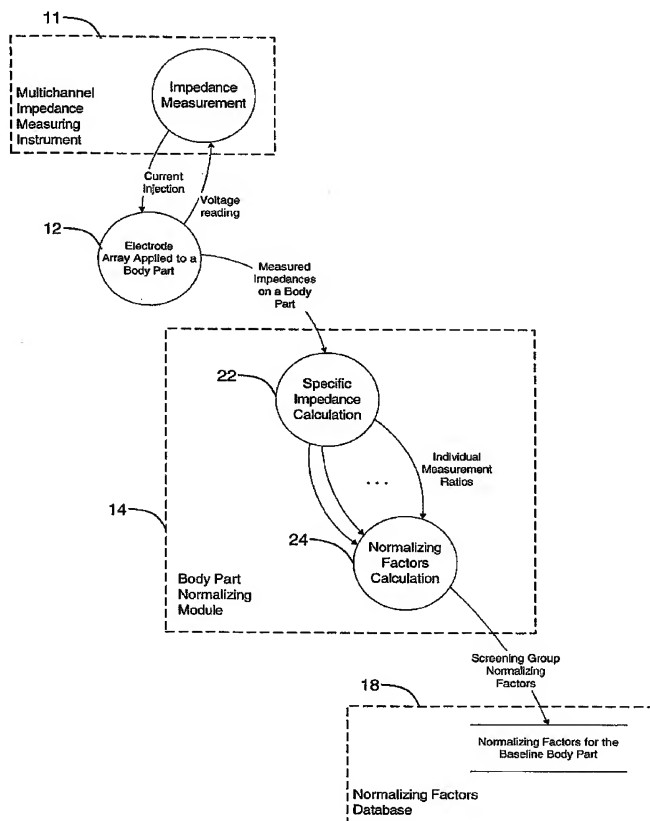 11
Multichannel
Impedance
Measuring
Instrument
Impedance
Measurement
Current
Injection
Voltage
reading
12
Electrode
Array Applied to a
Body Part
Measured
Impedances
on a Body
Part
22
Specific
Impedance
Calculation
. . .
Individual
Measurement
Ratios
14
24
Normalizing
Factors
Calculation
Body Part
Normalizing
Module
Screening Group
Normalizing
Factors
18
Normalizing Factors for the
Baseline Body Part
Normalizing Factors
Database